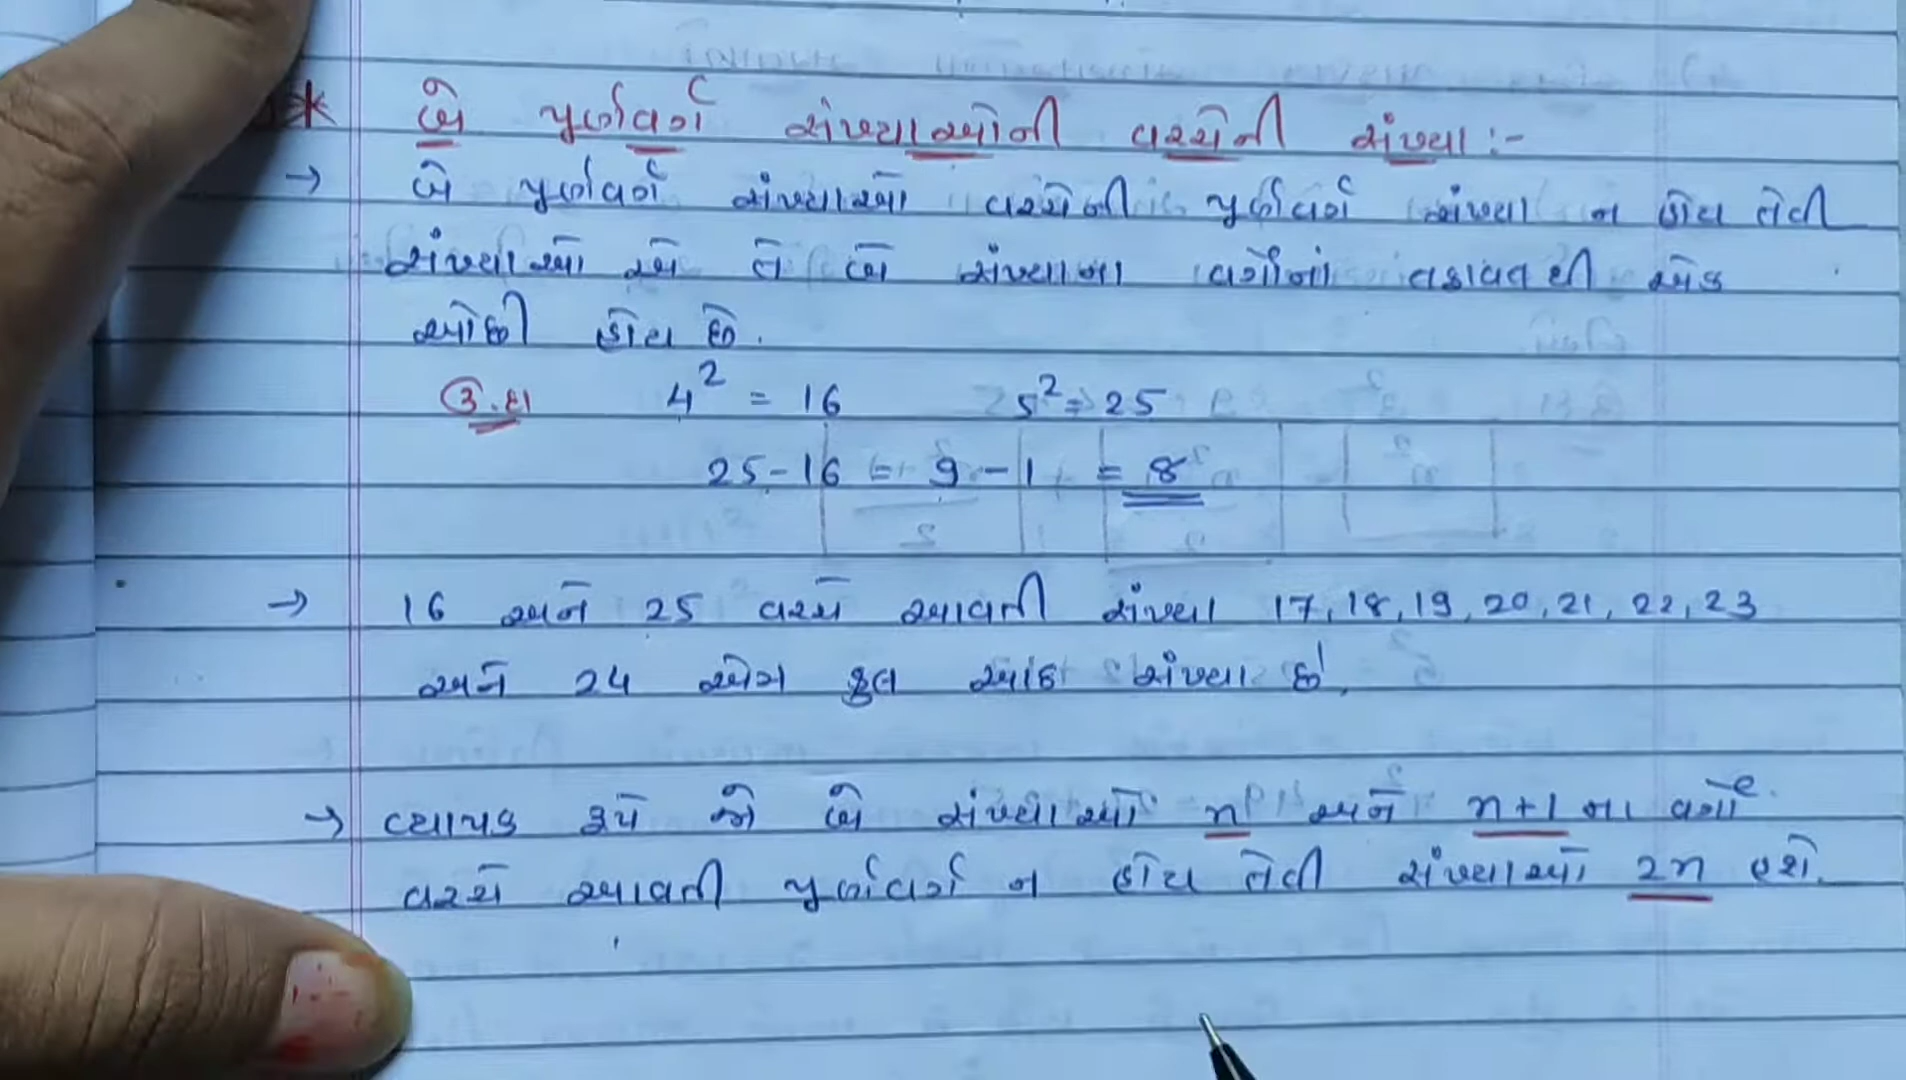 * બે પૂર્ણવર્ગ સંખ્યાઓની વચ્ચેની સંખ્યા :-
→ બે પૂર્ણવર્ગ સંખ્યાઓ વચ્ચેની પૂર્ણવર્ગ સંખ્યા ન હોય તેવી
સંખ્યાઓ એ તે બે સંખ્યાના વર્ગોનાં તફાવતથી એક
ઓછી હોય છે.
ઉ.દા 4² = 16 5² = 25
25 - 16 = 9 - 1 = 8
→ 16 અને 25 વચ્ચે આવતી સંખ્યા 17, 18, 19, 20, 21, 22, 23
અને 24 એમ કુલ આઠ સંખ્યા છે.
→ વ્યાપક રૂપે જો બે સંખ્યાઓ n અને n+1 ના વર્ગો
વચ્ચે આવતી પૂર્ણવર્ગ ન હોય તેવી સંખ્યાઓ 2n હશે.